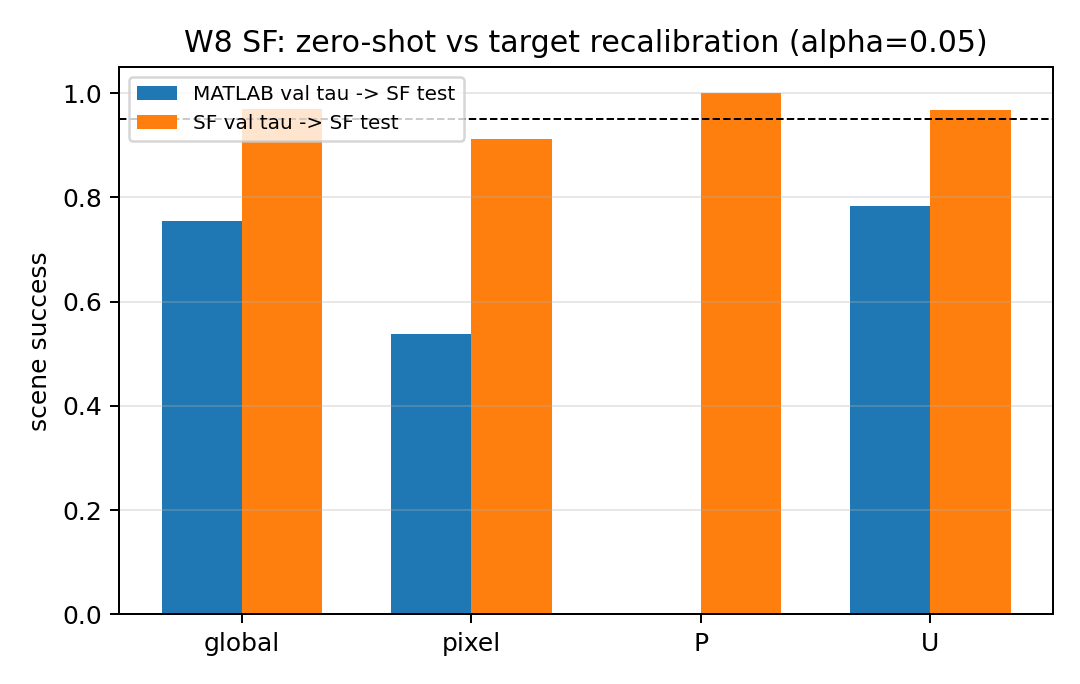 W8 SF: zero-shot vs target recalibration (alpha=0.05)
MATLAB val tau -> SF test
SF val tau -> SF test
scene success
1.0
0.8
0.6
0.4
0.2
0.0
global pixel P U